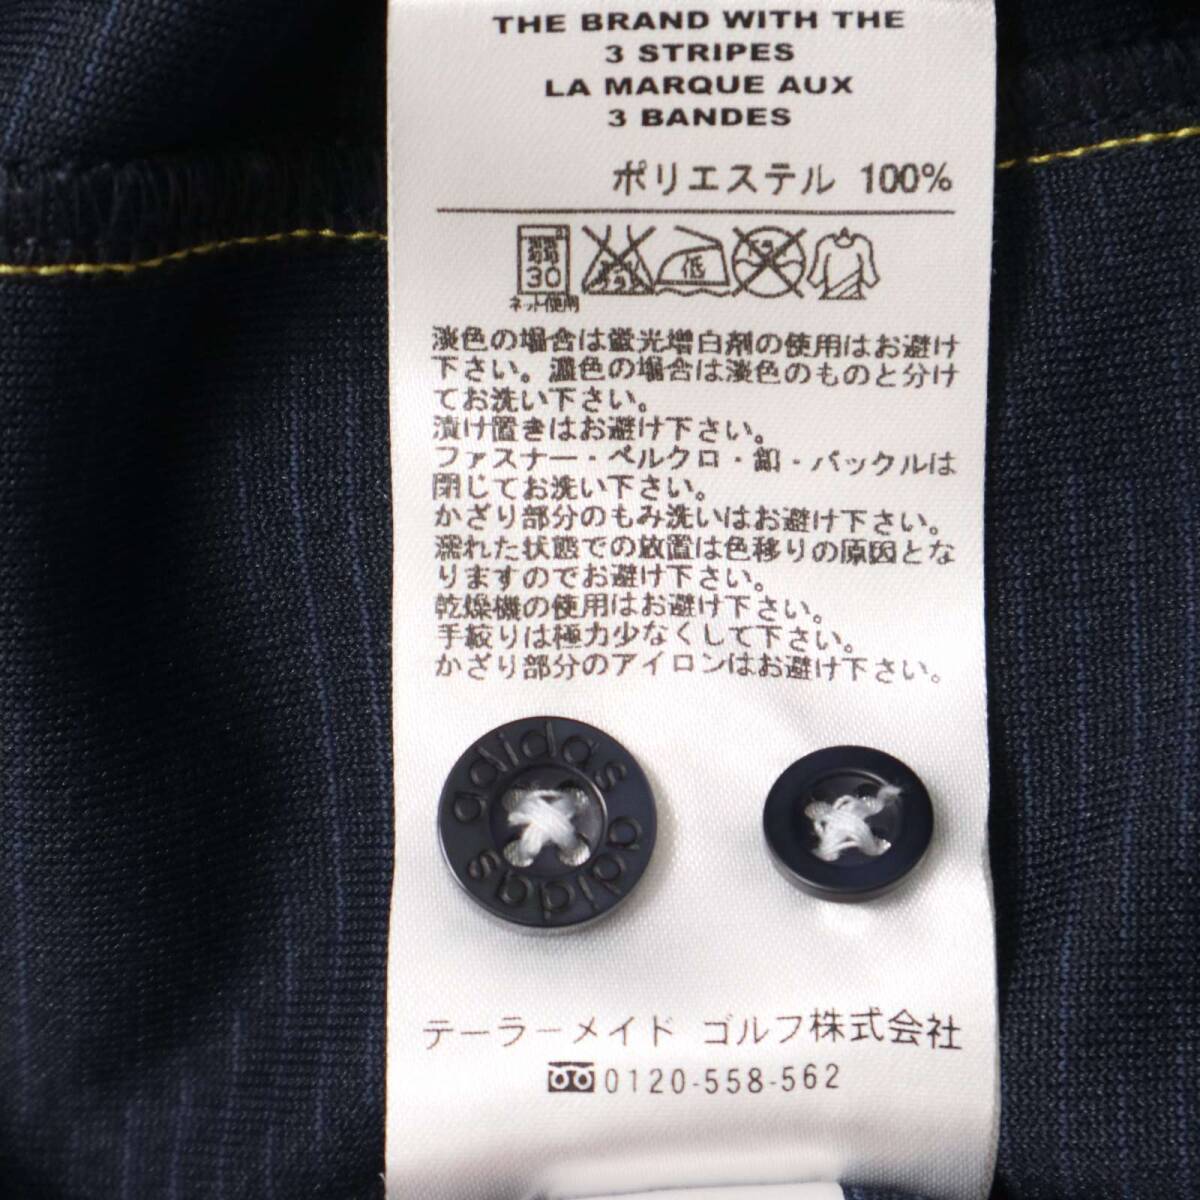 THE BRAND WITH THE
3 STRIPES
LA MARQUE AUX
3 BANDES
ポリエステル 100%
30
低
ネット使用
淡色の場合は蛍光増白剤の使用はお避け
下さい。濃色の場合は淡色のものと分け
てお洗い下さい。
漬け置きはお避け下さい。
ファスナー・ベルクロ・釦・バックルは
閉じてお洗い下さい。
かざり部分のもみ洗いはお避け下さい。
濡れた状態での放置は色移りの原因とな
りますのでお避け下さい。
乾燥機の使用はお避け下さい。
手絞りは極力少なくして下さい。
かざり部分のアイロンはお避け下さい。
adidas
adidas
テーラーメイド ゴルフ株式会社
0120-558-562